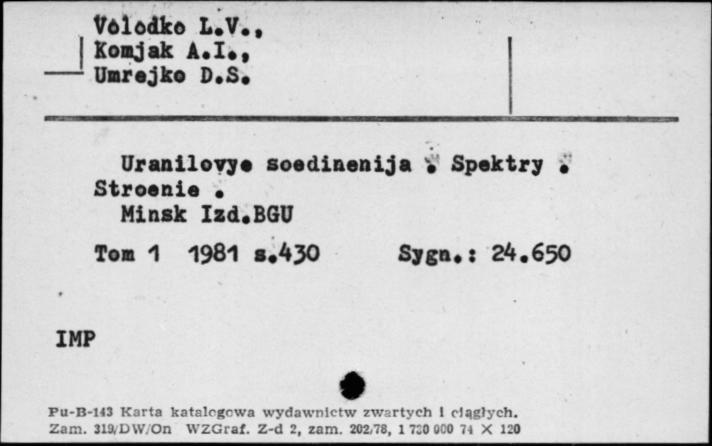 Volodko L.V.,
Komjak A.I.,
Umrejko D.S.
Uranilovye soedinenija . Spektry .
Stroenie .
Minsk Izd.BGU
Tom 1 1981 s.430 Sygn.: 24.650
IMP
Pu-B-143 Karta katalogowa wydawnictw zwartych i ciągłych.
Zam. 319/DW/On WZGraf. Z-d 2, zam. 202/78, 1 730 000 74 X 120